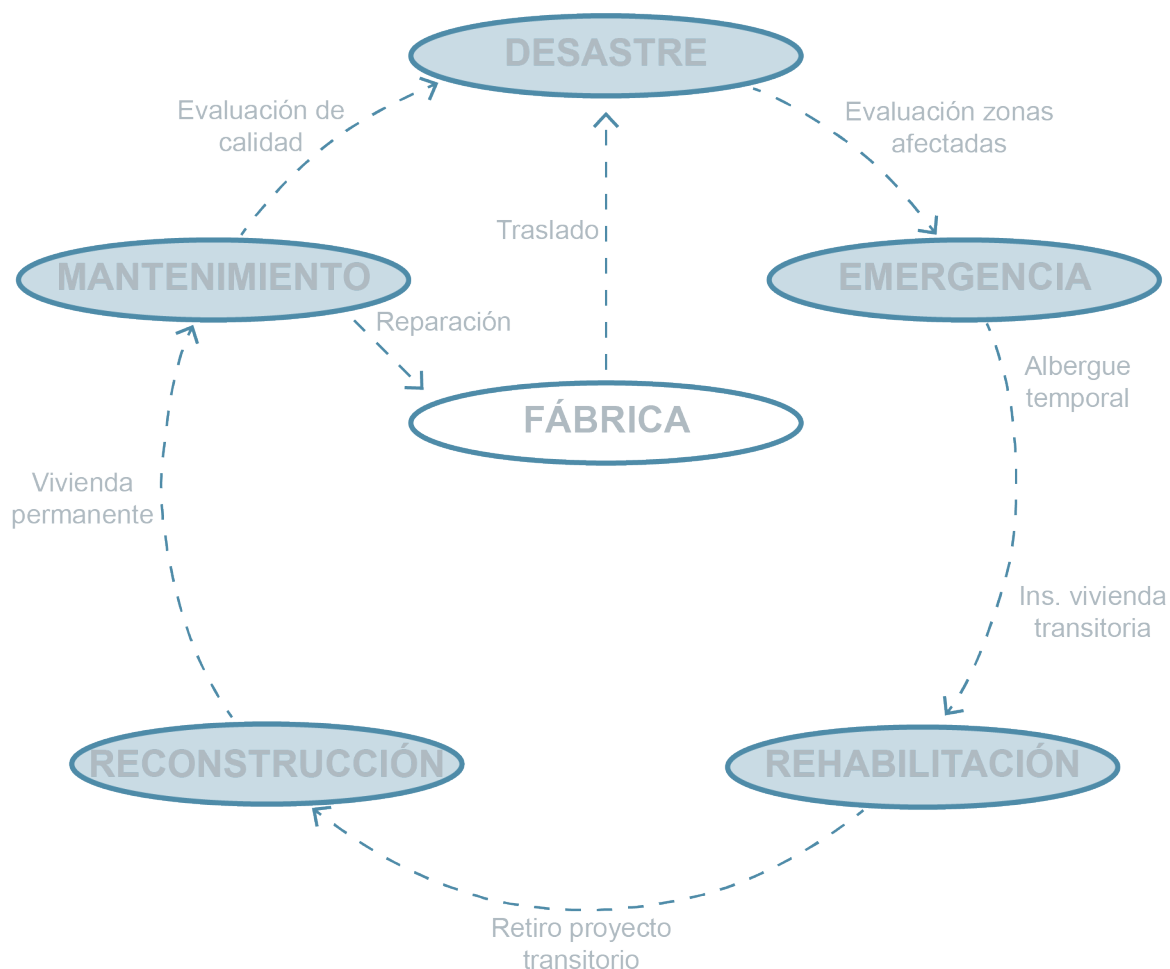 DESASTRE
Evaluación de
calidad
Evaluación zonas
afectadas
Traslado
MANTENIMIENTO
EMERGENCIA
Reparación
Albergue
temporal
FÁBRICA
Vivienda
permanente
Ins. vivienda
transitoria
RECONSTRUCCIÓN
REHABILITACIÓN
Retiro proyecto
transitorio